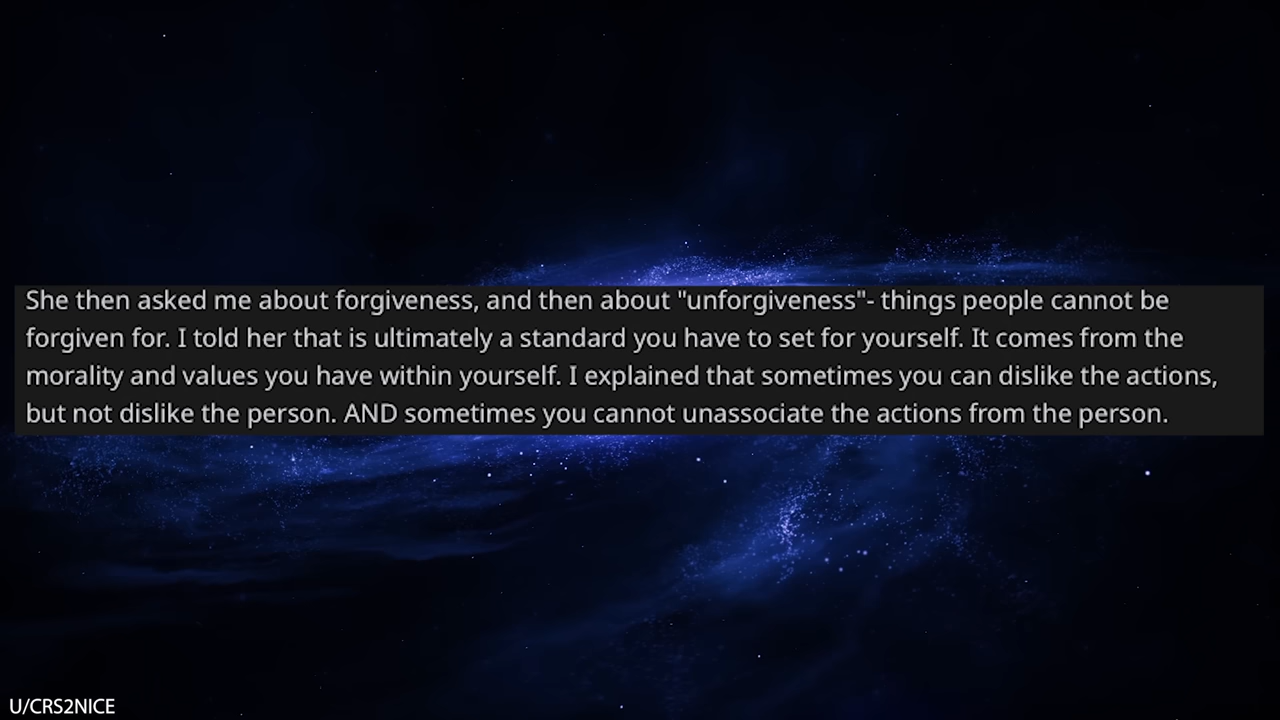 She then asked me about forgiveness, and then about "unforgiveness"- things people cannot be
forgiven for. I told her that is ultimately a standard you have to set for yourself. It comes from the
morality and values you have within yourself. I explained that sometimes you can dislike the actions,
but not dislike the person. AND sometimes you cannot unassociate the actions from the person.
U/CRS2NICE